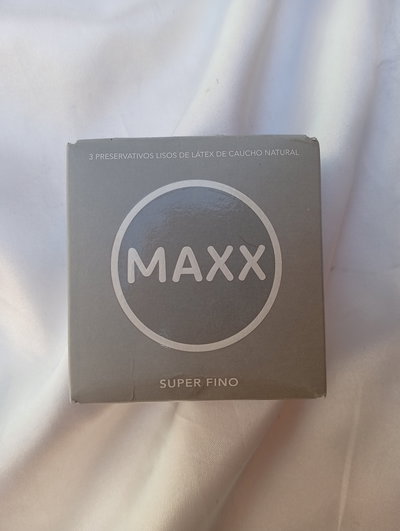 3 PRESERVATIVOS LISOS DE LÁTEX DE CAUCHO NATURAL
MAXX
SUPER FINO